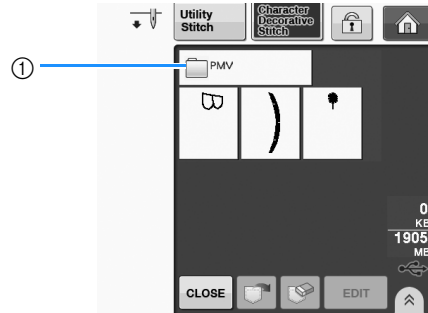 Utility
Stitch
Character
Decorative
Stitch
①
PMV
0
KB
1905
MB
CLOSE
EDIT